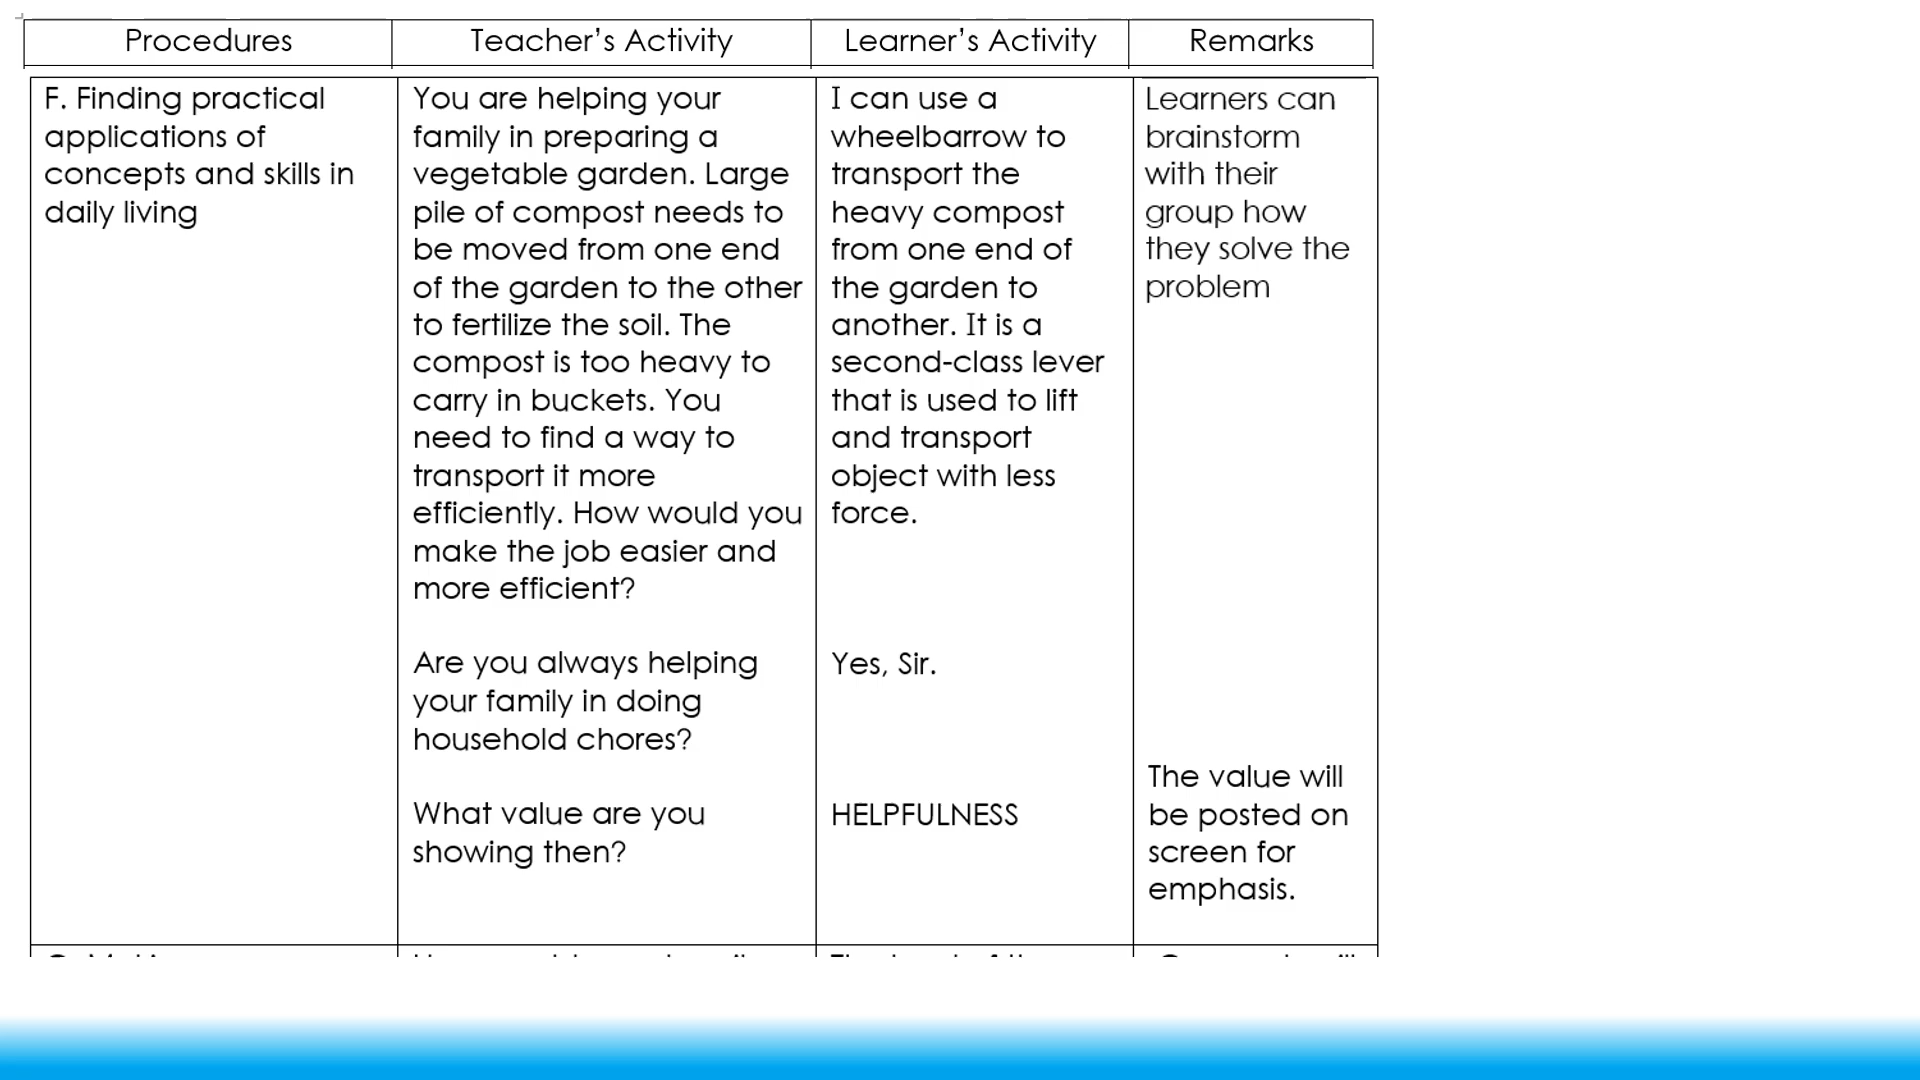 Procedures
Teacher's Activity
Learner's Activity
Remarks
F. Finding practical
applications of
concepts and skills in
daily living
You are helping your
family in preparing a
vegetable garden. Large
pile of compost needs to
be moved from one end
of the garden to the other
to fertilize the soil. The
compost is too heavy to
carry in buckets. You
need to find a way to
transport it more
efficiently. How would you
make the job easier and
more efficient?
Are you always helping
your family in doing
household chores?
What value are you
showing then?
I can use a
wheelbarrow to
transport the
heavy compost
from one end of
the garden to
another. It is a
second-class lever
that is used to lift
and transport
object with less
force.
Yes, Sir.
HELPFULNESS
Learners can
brainstorm
with their
group how
they solve the
problem
The value will
be posted on
screen for
emphasis.